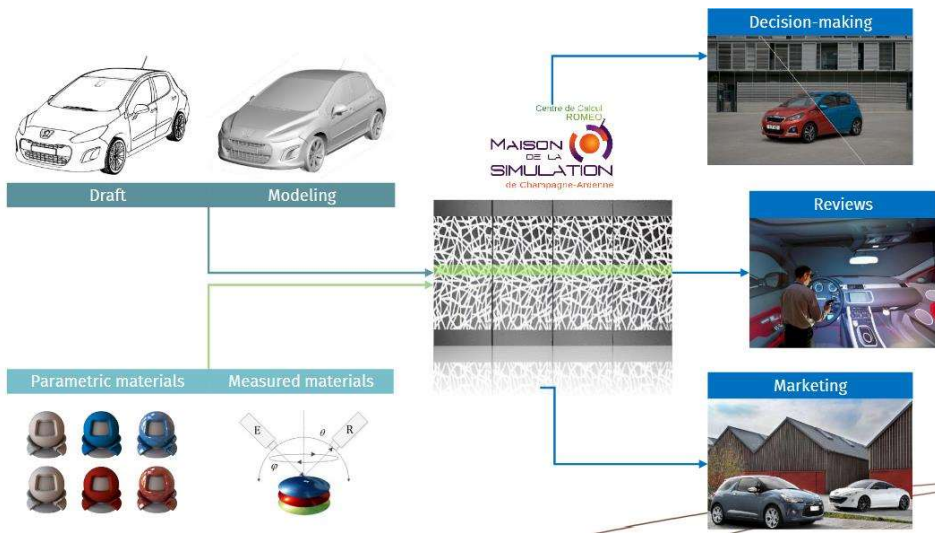 Decision-making
Centre de Calcul
ROMEO
MAISON
DE LA
SIMULATION
de Champagne-Ardenne
Draft
Modeling
Reviews
Parametric materials
Measured materials
E
R
θ
φ
Marketing